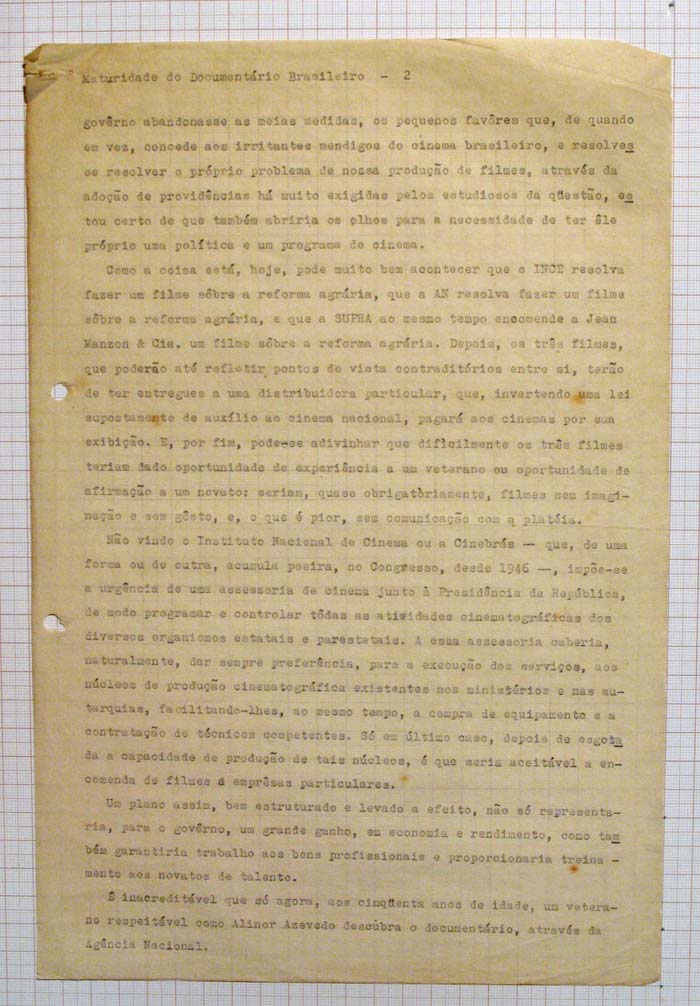 Maturidade do Documentário Brasileiro - 2
govêrno abandonasse as meias medidas, os pequenos favôres que, de quando
em vez, concede aos irritantes mendigos do cinema brasileiro, e resolves
se resolver o próprio problema de nossa produção de filmes, através da
adoção de providências há muito exigidas pelos estudiosos da qüestão, es
tou certo de que também abriria os olhos para a necessidade de ter êle
próprio uma política e um programa de cinema.
Como a coisa está, hoje, pode muito bem acontecer que o INCE resolva
fazer um filme sôbre a reforma agrária, que a AN resolva fazer um filme
sôbre a reforma agrária, e que a SUPRA ao mesmo tempo encomende a Jean
Manzon & Cia. um filme sôbre a reforma agrária. Depois, os três filmes,
que poderão até refletir pontos de vista contraditórios entre si, terão
de ter entregues a uma distribuidora particular, que, invertendo uma lei
supostamente de auxílio ao cinema nacional, pagará aos cinemas por sua
exibição. E, por fim, pode-se adivinhar que dificilmente os três filmes
teriam dado oportunidade de experiência a um veterano ou oportunidade de
afirmação a um novato: seriam, quase obrigatòriamente, filmes sem imagi-
nação e sem gôsto, e, o que é pior, sem comunicação com a platéia.
Não vindo o Instituto Nacional de Cinema ou a Cinebrás — que, de uma
forma ou de outra, acumula poeira, no Congresso, desde 1946 —, impõe-se
a urgência de uma assessoria de cinema junto à Presidência da República,
de modo programar e controlar tôdas as atividades cinematográficas dos
diversos organismos estatais e parestatais. A essa assessoria caberia,
naturalmente, dar sempre preferência, para a execução dos serviços, aos
núcleos de produção cinematográfica existentes nos ministérios e nas au-
tarquias, facilitando-lhes, ao mesmo tempo, a compra de equipamento e a
contratação de técnicos competentes. Só em último caso, depois de esgota
da a capacidade de produção de tais núcleos, é que seria aceitável a en-
comenda de filmes a emprêsas particulares.
Um plano assim, bem estruturado e levado a efeito, não só representa-
ria, para o govêrno, um grande ganho, em economia e rendimento, como tam
bém garantiria trabalho aos bons profissionais e proporcionaria treina -
mento aos novatos de talento.
É inacreditável que só agora, aos cinqüenta anos de idade, um vetera-
no respeitável como Alinor Azevedo descubra o documentário, através da
Agência Nacional.